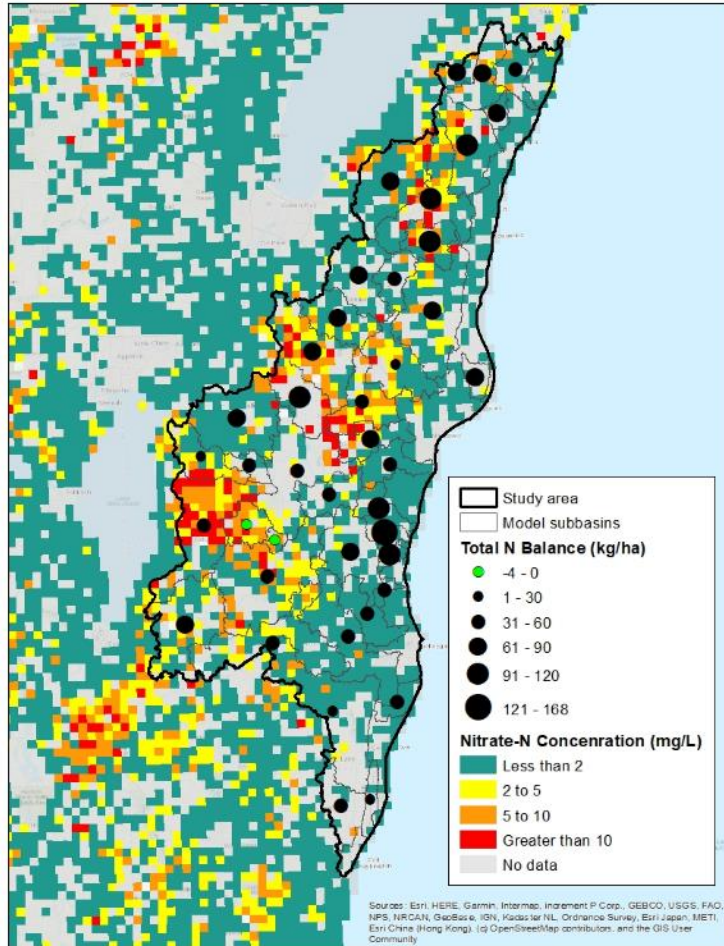 Study area
Model subbasins
Total N Balance (kg/ha)
-4 - 0
1 - 30
31 - 60
61 - 90
91 - 120
121 - 168
Nitrate-N Concenration (mg/L)
Less than 2
2 to 5
5 to 10
Greater than 10
No data
Sources: Esri, HERE, Garmin, Intermap, increment P Corp., GEBCO, USGS, FAO,
NPS, NRCAN, GeoBase, IGN, Kadaster NL, Ordnance Survey, Esri Japan, METI,
Esri China (Hong Kong), (c) OpenStreetMap contributors, and the GIS User
Community